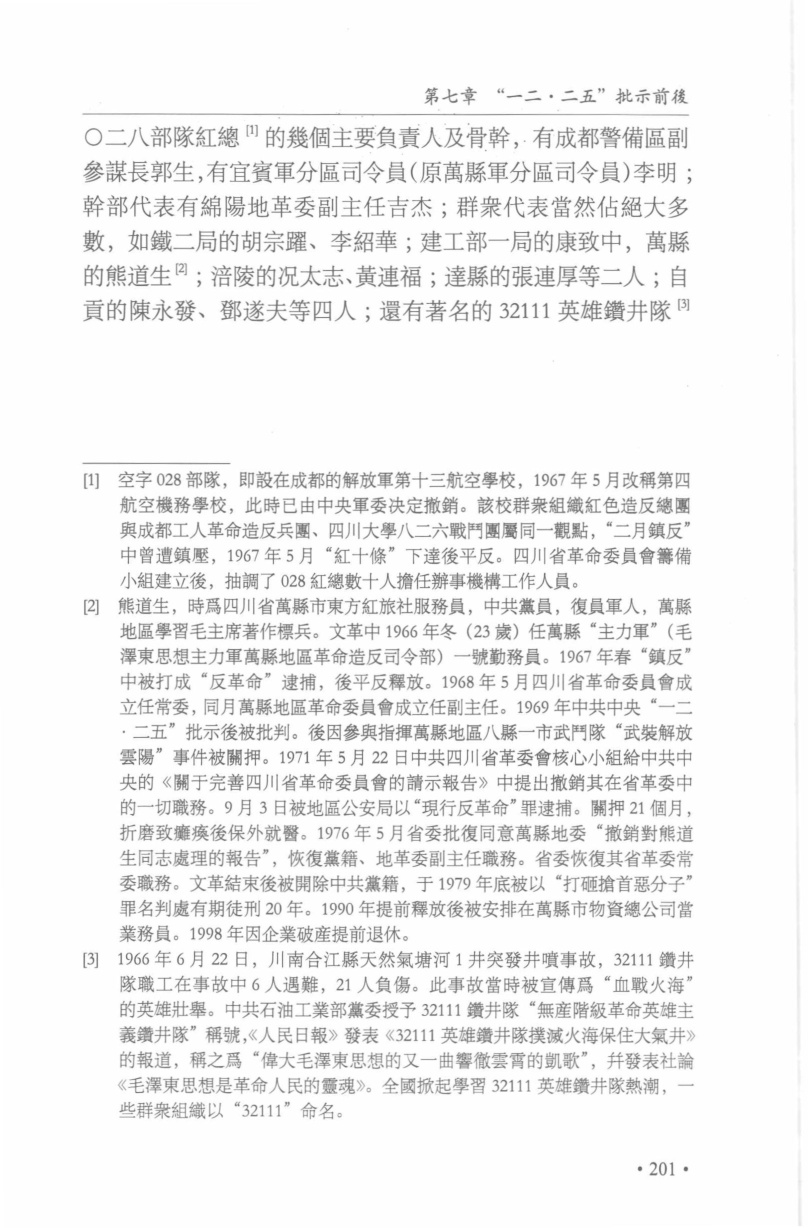 第七章　“一二·二五”批示前後
〇二八部隊紅總[1]的幾個主要負責人及骨幹，有成都警備區副
參謀長郭生，有宜賓軍分區司令員(原萬縣軍分區司令員)李明；
幹部代表有綿陽地革委副主任吉杰；群衆代表當然佔絕大多
數，如鐵二局的胡宗躍、李紹華；建工部一局的康致中，萬縣
的熊道生[2]；涪陵的况太志、黃連福；達縣的張連厚等二人；自
貢的陳永發、鄧遂夫等四人；還有著名的 32111 英雄鑽井隊[3]
[1]　空字 028 部隊，即設在成都的解放軍第十三航空學校，1967 年 5 月改稱第四
航空機務學校，此時已由中央軍委決定撤銷。該校群衆組織紅色造反總團
與成都工人革命造反兵團、四川大學八二六戰鬥團屬同一觀點，“二月鎮反”
中曾遭鎮壓，1967 年 5 月“紅十條”下達後平反。四川省革命委員會籌備
小組建立後，抽調了 028 紅總數十人擔任辦事機構工作人員。
[2]　熊道生，時爲四川省萬縣市東方紅旅社服務員，中共黨員，復員軍人，萬縣
地區學習毛主席著作標兵。文革中 1966 年冬（23 歲）任萬縣“主力軍”（毛
澤東思想主力軍萬縣地區革命造反司令部）一號勤務員。1967 年春“鎮反”
中被打成“反革命”逮捕，後平反釋放。1968 年 5 月四川省革命委員會成
立任常委，同月萬縣地區革命委員會成立任副主任。1969 年中共中央“一二
·二五”批示後被批判。後因參與指揮萬縣地區八縣一市武鬥隊“武裝解放
雲陽”事件被關押。1971 年 5 月 22 日中共四川省革委會核心小組給中共中
央的《關于完善四川省革命委員會的請示報告》中提出撤銷其在省革委中
的一切職務。9 月 3 日被地區公安局以“現行反革命”罪逮捕。關押 21 個月，
折磨致癱瘓後保外就醫。1976 年 5 月省委批復同意萬縣地委“撤銷對熊道
生同志處理的報告”，恢復黨籍、地革委副主任職務。省委恢復其省革委常
委職務。文革結束後被開除中共黨籍，于 1979 年底被以“打砸搶首惡分子”
罪名判處有期徒刑 20 年。1990 年提前釋放後被安排在萬縣市物資總公司當
業務員。1998 年因企業破産提前退休。
[3]　1966 年 6 月 22 日，川南合江縣天然氣塘河 1 井突發井噴事故，32111 鑽井
隊職工在事故中 6 人遇難，21 人負傷。此事故當時被宣傳爲“血戰火海”
的英雄壯舉。中共石油工業部黨委授予 32111 鑽井隊“無産階級革命英雄主
義鑽井隊”稱號，《人民日報》發表《32111 英雄鑽井隊撲滅火海保住大氣井》
的報道，稱之爲“偉大毛澤東思想的又一曲響徹雲霄的凱歌”，幷發表社論
《毛澤東思想是革命人民的靈魂》。全國掀起學習 32111 英雄鑽井隊熱潮，一
些群衆組織以“32111”命名。
·201·